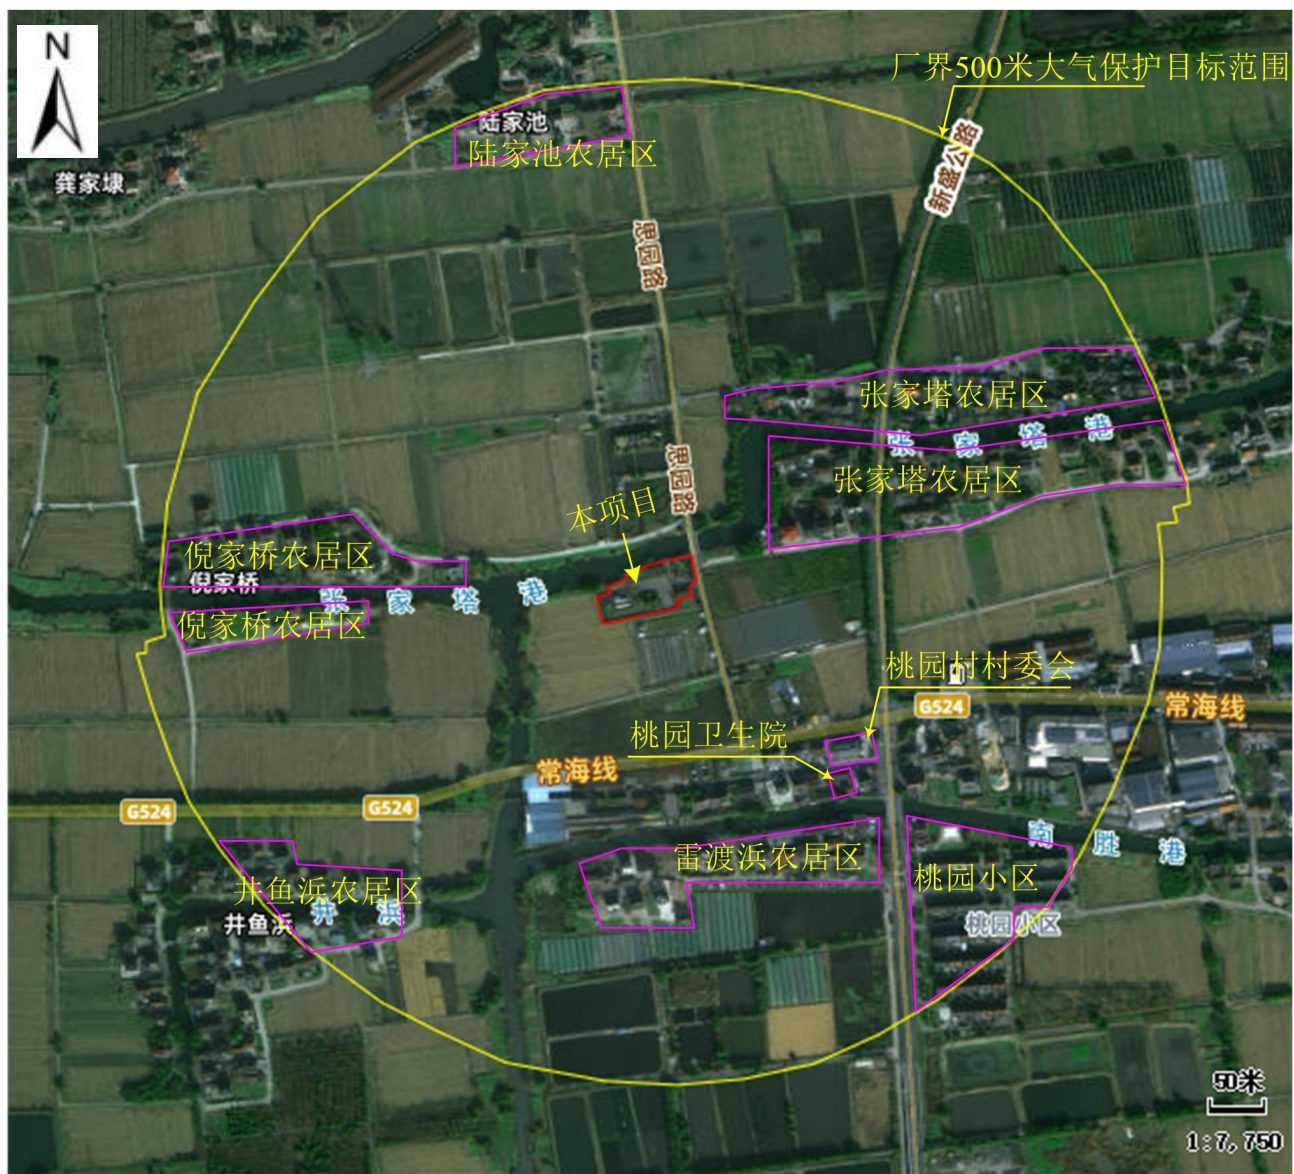 N
厂界500米大气保护目标范围
陆家池
陆家池农居区
新盛公路
龚家埭
思园路
张家塔农居区
张家塔港
张家塔农居区
思园路
本项目
倪家桥农居区
倪家桥
张家塔港
倪家桥农居区
桃园村村委会
G524
常海线
桃园卫生院
常海线
G524
G524
南胜港
雷渡浜农居区
桃园小区
井鱼浜农居区
井浜
井鱼浜
桃园小区
50米
1:7,750